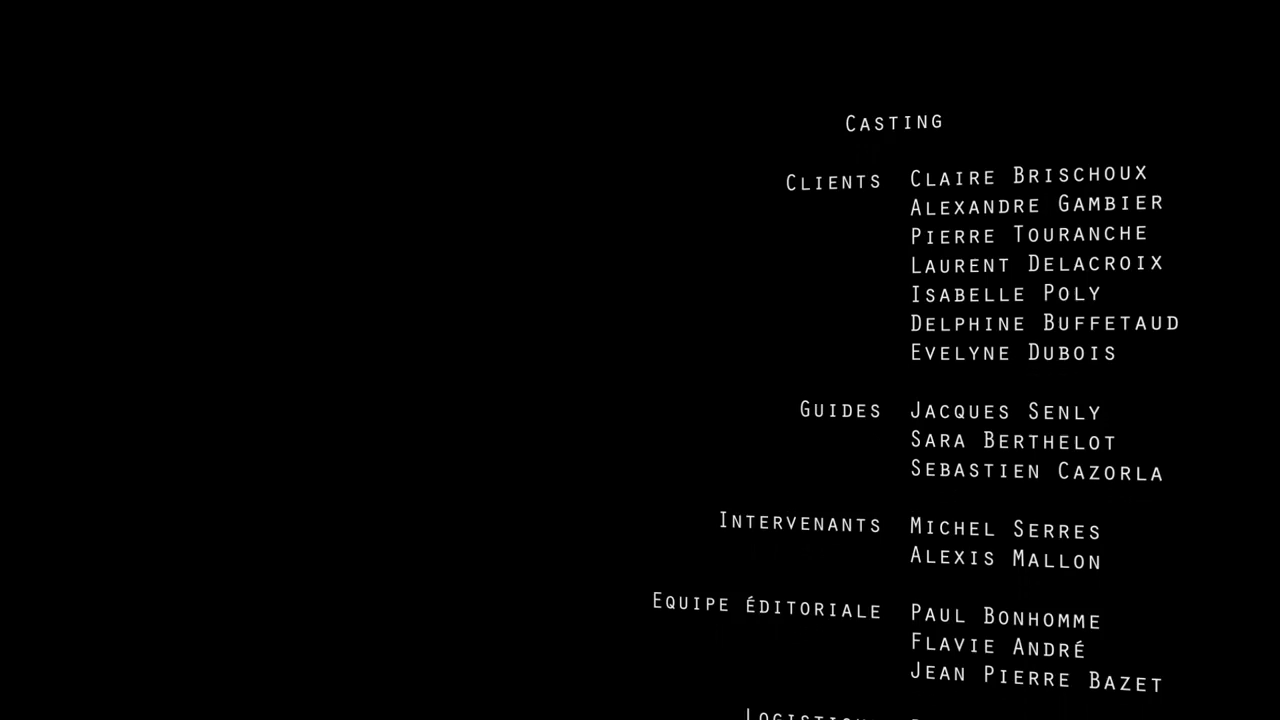 CASTING
CLIENTS CLAIRE BRISCHOUX
ALEXANDRE GAMBIER
PIERRE TOURANCHE
LAURENT DELACROIX
ISABELLE POLY
DELPHINE BUFFETAUD
EVELYNE DUBOIS
GUIDES JACQUES SENLY
SARA BERTHELOT
SEBASTIEN CAZORLA
INTERVENANTS MICHEL SERRES
ALEXIS MALLON
EQUIPE ÉDITORIALE PAUL BONHOMME
FLAVIE ANDRÉ
JEAN PIERRE BAZET